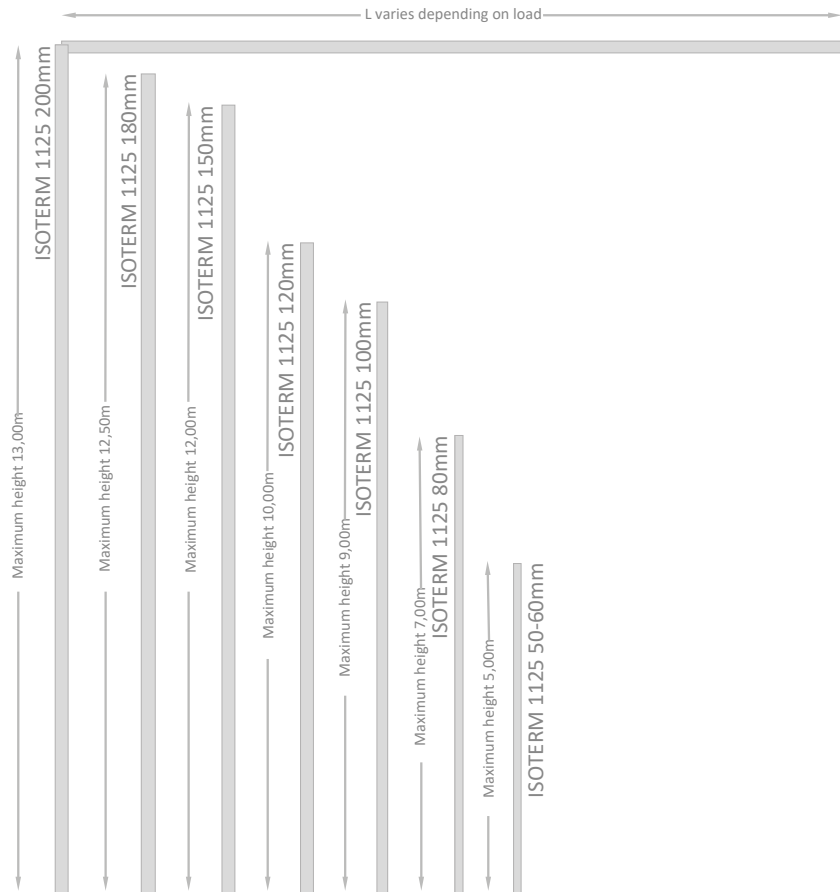 L varies depending on load
Maximum height 13,00m
ISOTERM 1125 200mm
Maximum height 12,50m
ISOTERM 1125 180mm
Maximum height 12,00m
ISOTERM 1125 150mm
Maximum height 10,00m
ISOTERM 1125 120mm
Maximum height 9,00m
ISOTERM 1125 100mm
Maximum height 7,00m
ISOTERM 1125 80mm
Maximum height 5,00m
ISOTERM 1125 50-60mm